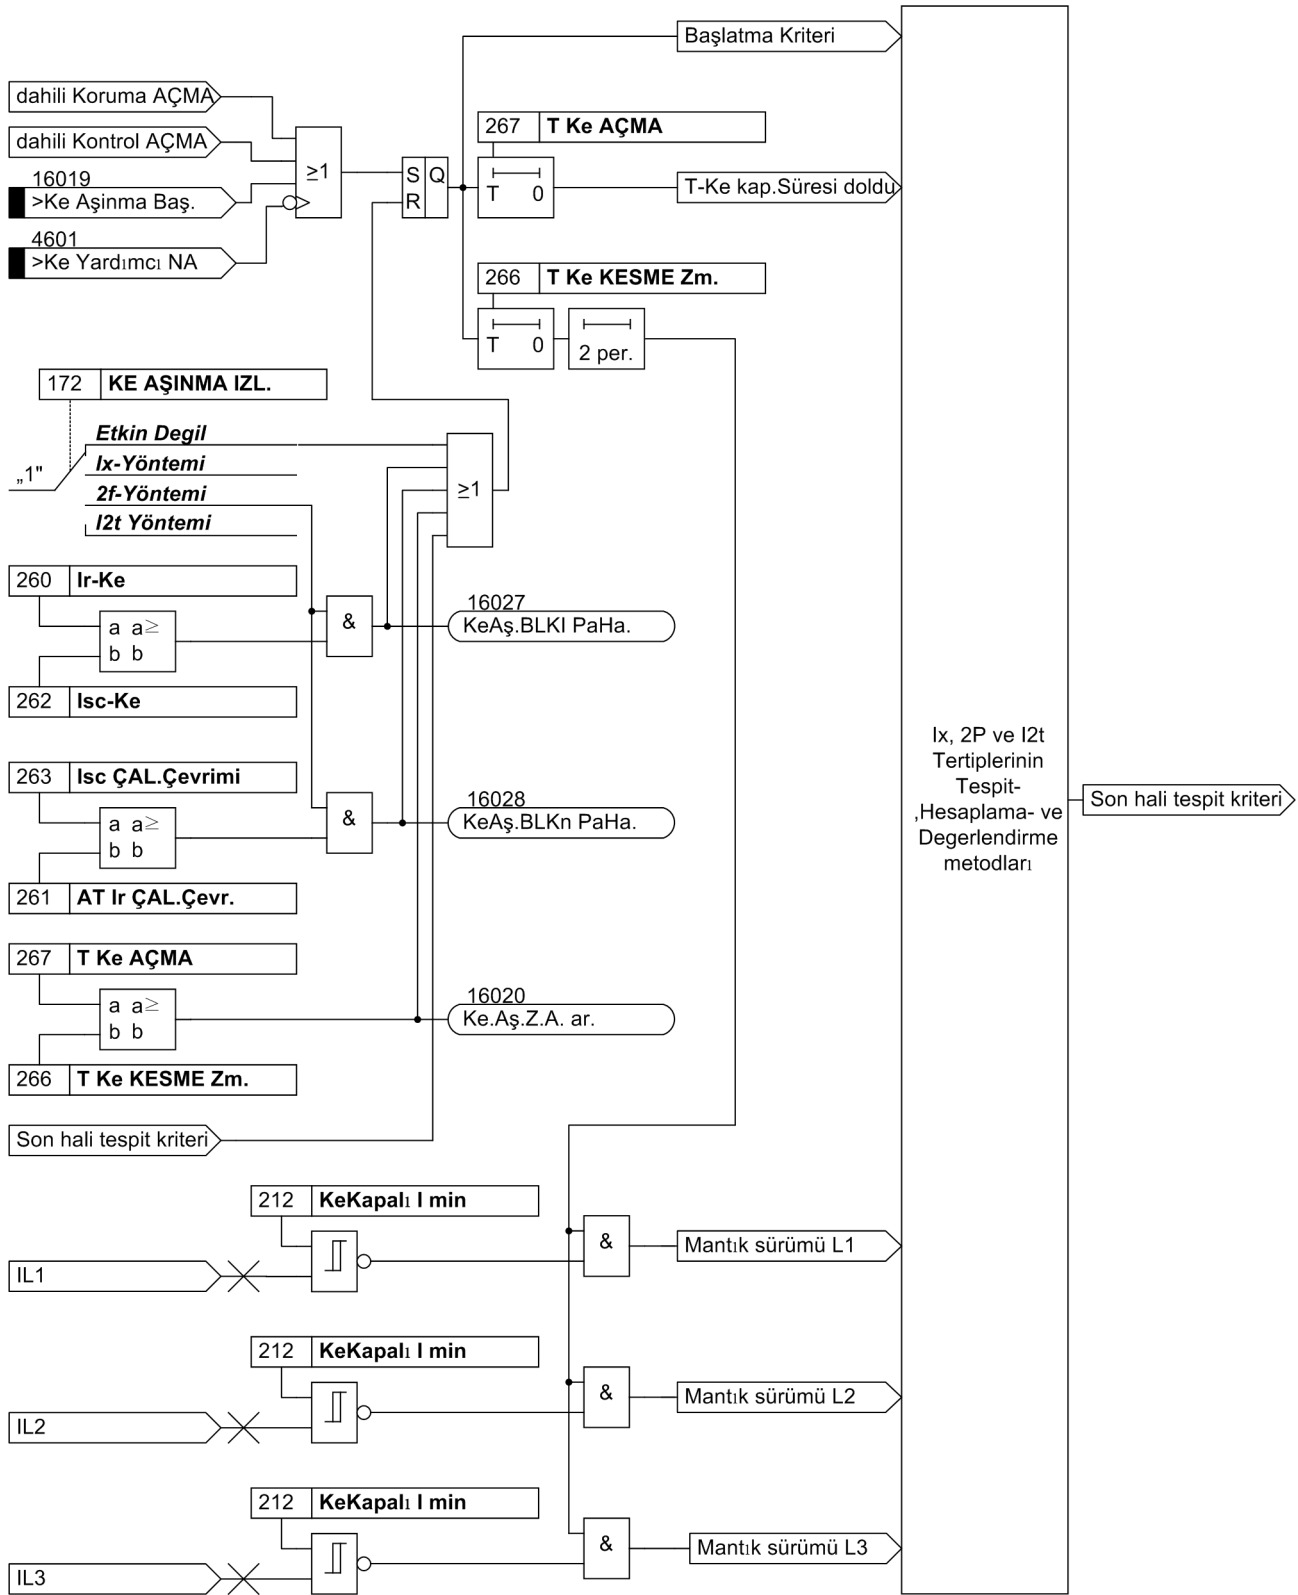 Başlatma Kriteri
dahili Koruma AÇMA
267 T Ke AÇMA
dahili Kontrol AÇMA
≥1
S Q
R
16019
>Ke Aşinma Baş.
T 0
T-Ke kap.Süresi doldu
4601
>Ke Yardımcı NA
266 T Ke KESME Zm.
T 0
2 per.
172 KE AŞINMA IZL.
„1"
Etkin Degil
Ix-Yöntemi
2f-Yöntemi
I2t Yöntemi
≥1
260 Ir-Ke
a a≥
b b
&
16027
KeAş.BLKI PaHa.
262 Isc-Ke
Ix, 2P ve I2t
Tertiplerinin
Tespit-
,Hesaplama- ve
Degerlendirme
metodları
Son hali tespit kriteri
263 Isc ÇAL.Çevrimi
a a≥
b b
&
16028
KeAş.BLKn PaHa.
261 AT Ir ÇAL.Çevr.
267 T Ke AÇMA
a a≥
b b
16020
Ke.Aş.Z.A. ar.
266 T Ke KESME Zm.
Son hali tespit kriteri
212 KeKapalı I min
&
Mantık sürümü L1
IL1
212 KeKapalı I min
&
Mantık sürümü L2
IL2
212 KeKapalı I min
&
Mantık sürümü L3
IL3